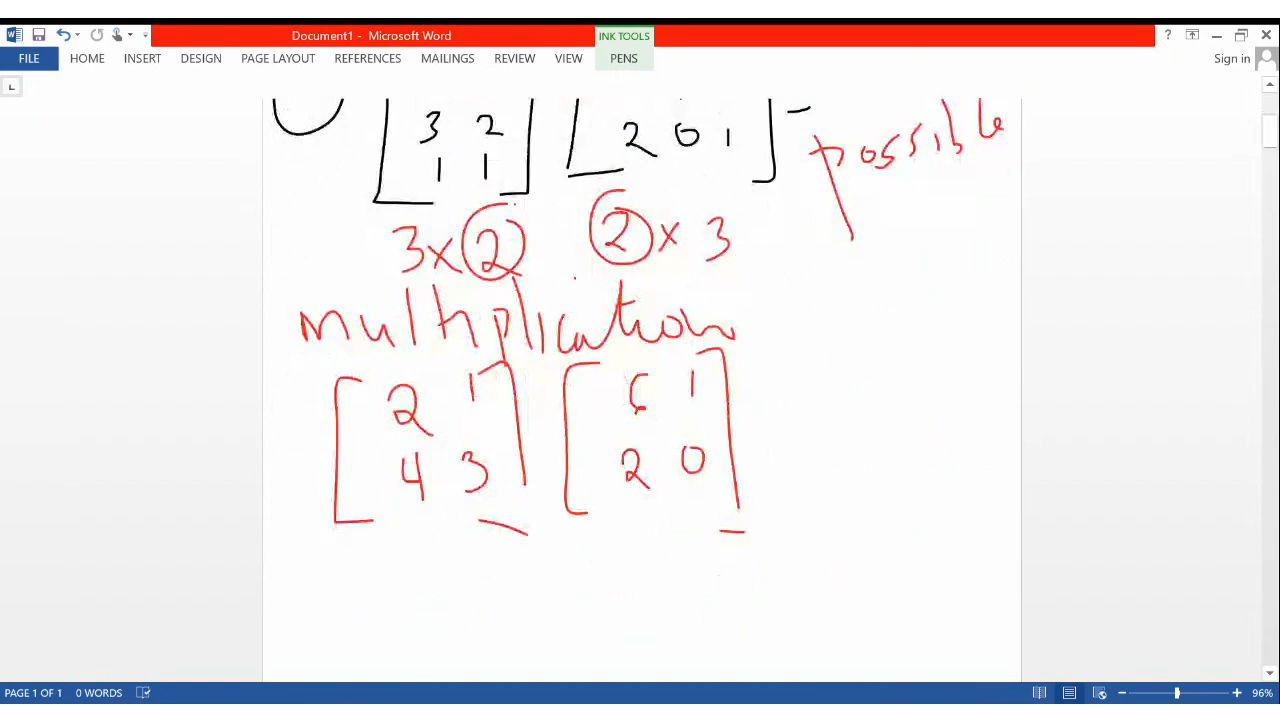 Document1 - Microsoft Word
INK TOOLS
?
FILE HOME INSERT DESIGN PAGE LAYOUT REFERENCES MAILINGS REVIEW VIEW PENS
Sign in
3 2
1 1
2 0 1
possible
3 x 2
2 x 3
multiplication
2 1
4 3
1
2 0
PAGE 1 OF 1 0 WORDS
96%